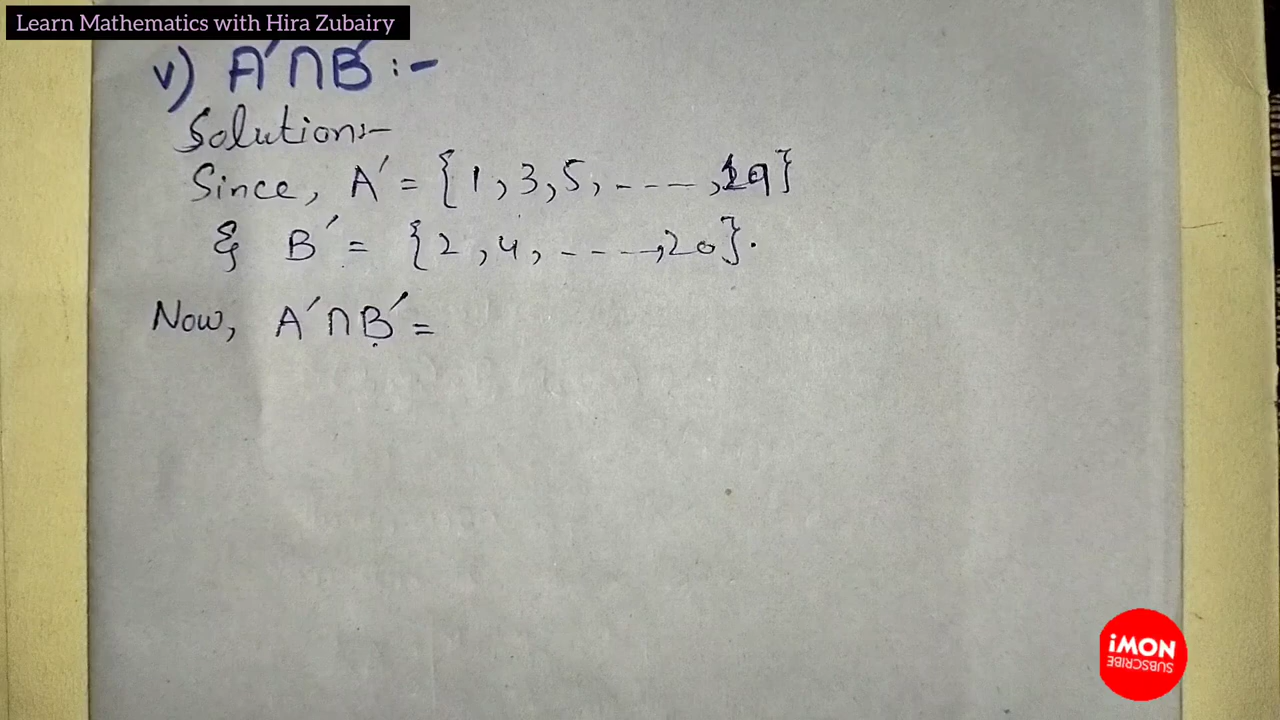 Learn Mathematics with Hira Zubairy
v) A′∩B′:-
Solution:-
Since, A′ = {1, 3, 5, ----, 19}
& B′ = {2, 4, ----, 20}.
Now, A′∩B′ =
iMON
SUBSCRIBE